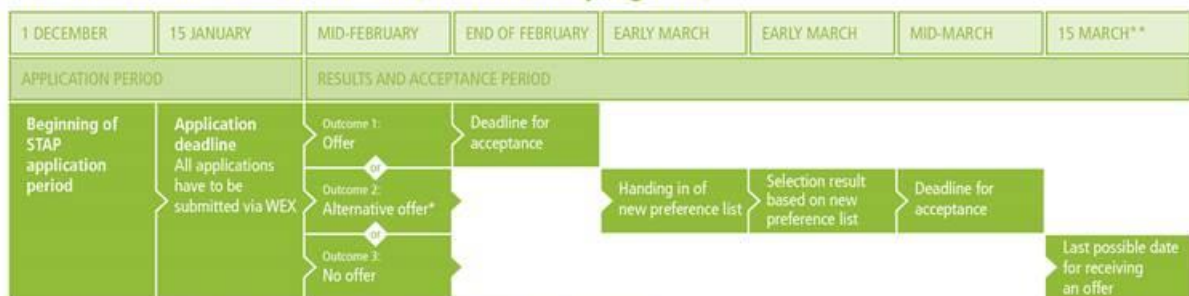 1 DECEMBER
15 JANUARY
MID-FEBRUARY
END OF FEBRUARY
EARLY MARCH
EARLY MARCH
MID-MARCH
15 MARCH**
APPLICATION PERIOD
RESULTS AND ACCEPTANCE PERIOD
Beginning of
STAP
application
period
Application
deadline
All applications
have to be
submitted via WEX
Outcome 1:
Offer
or
Outcome 2:
Alternative offer*
or
Outcome 3:
No offer
Deadline for
acceptance
Handing in of
new preference list
Selection result
based on new
preference list
Deadline for
acceptance
Last possible date
for receiving
an offer